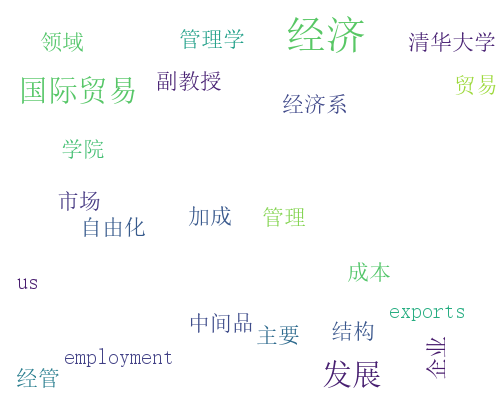 经济
领域
管理学
清华大学
国际贸易
副教授
贸易
经济系
学院
市场
自由化
加成
管理
us
成本
exports
中间品
主要
结构
企业
employment
经管
发展